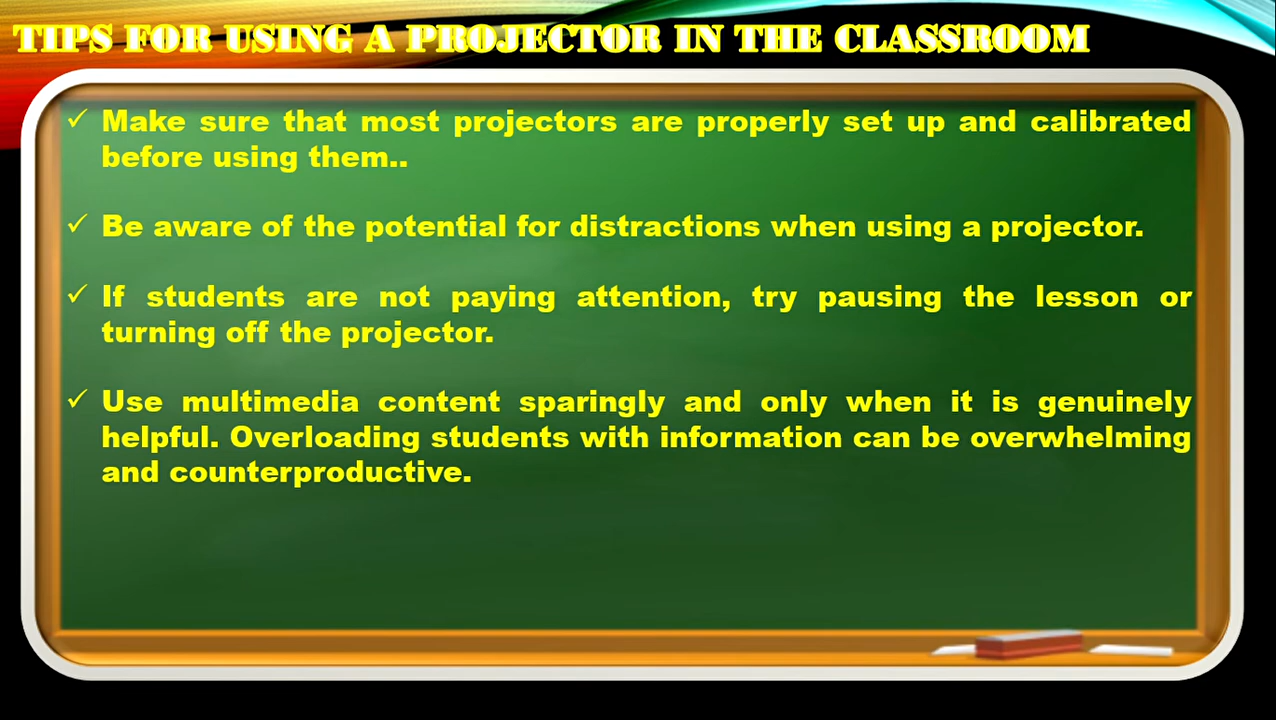 TIPS FOR USING A PROJECTOR IN THE CLASSROOM
✓ Make sure that most projectors are properly set up and calibrated
before using them..
✓ Be aware of the potential for distractions when using a projector.
✓ If students are not paying attention, try pausing the lesson or
turning off the projector.
✓ Use multimedia content sparingly and only when it is genuinely
helpful. Overloading students with information can be overwhelming
and counterproductive.